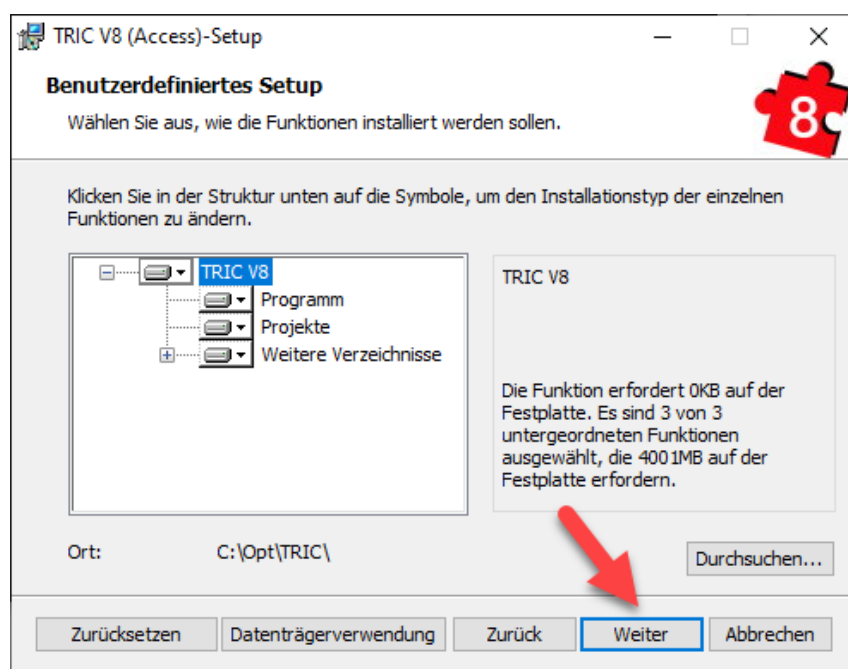 TRIC V8 (Access)-Setup
Benutzerdefiniertes Setup
Wählen Sie aus, wie die Funktionen installiert werden sollen.
8
Klicken Sie in der Struktur unten auf die Symbole, um den Installationstyp der einzelnen
Funktionen zu ändern.
TRIC V8
Programm
Projekte
Weitere Verzeichnisse
TRIC V8
Die Funktion erfordert 0KB auf der
Festplatte. Es sind 3 von 3
untergeordneten Funktionen
ausgewählt, die 4001MB auf der
Festplatte erfordern.
Ort: C:\Opt\TRIC\
Durchsuchen...
Zurücksetzen Datenträgerverwendung Zurück Weiter Abbrechen